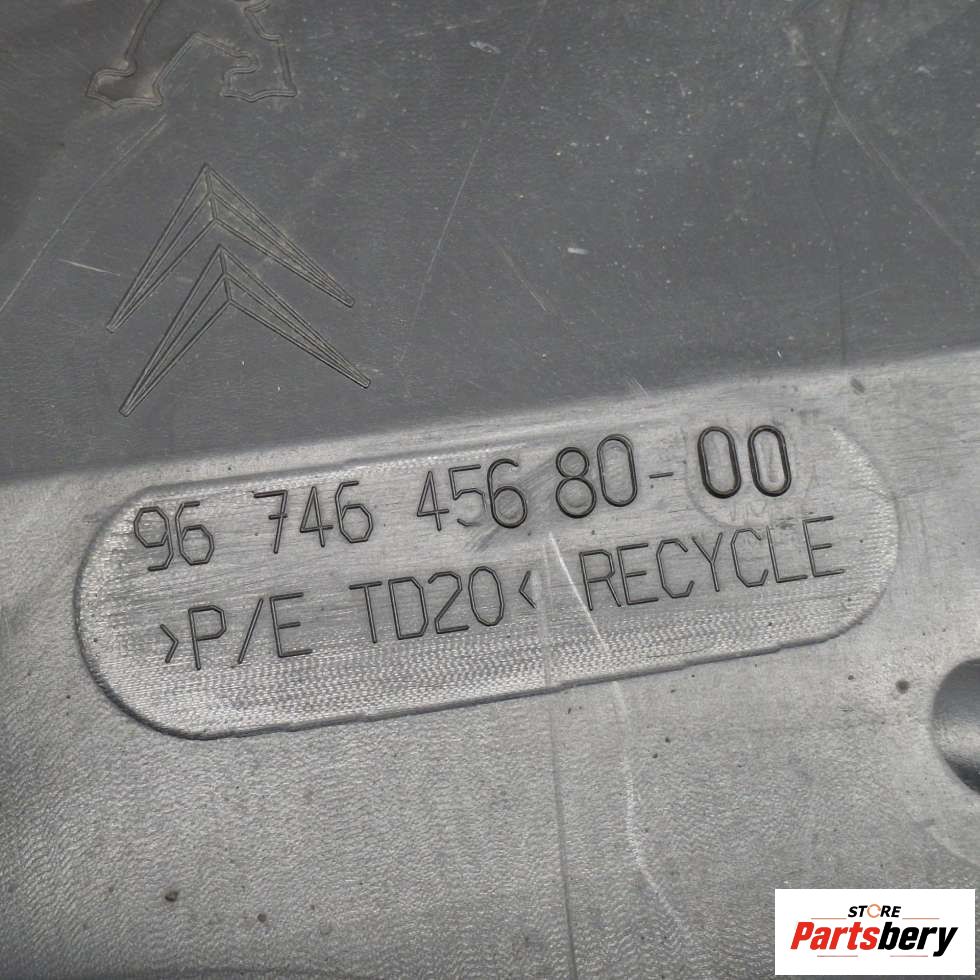 96 746 456 80-00
>P/E TD20< RECYCLE
STORE
Partsbery